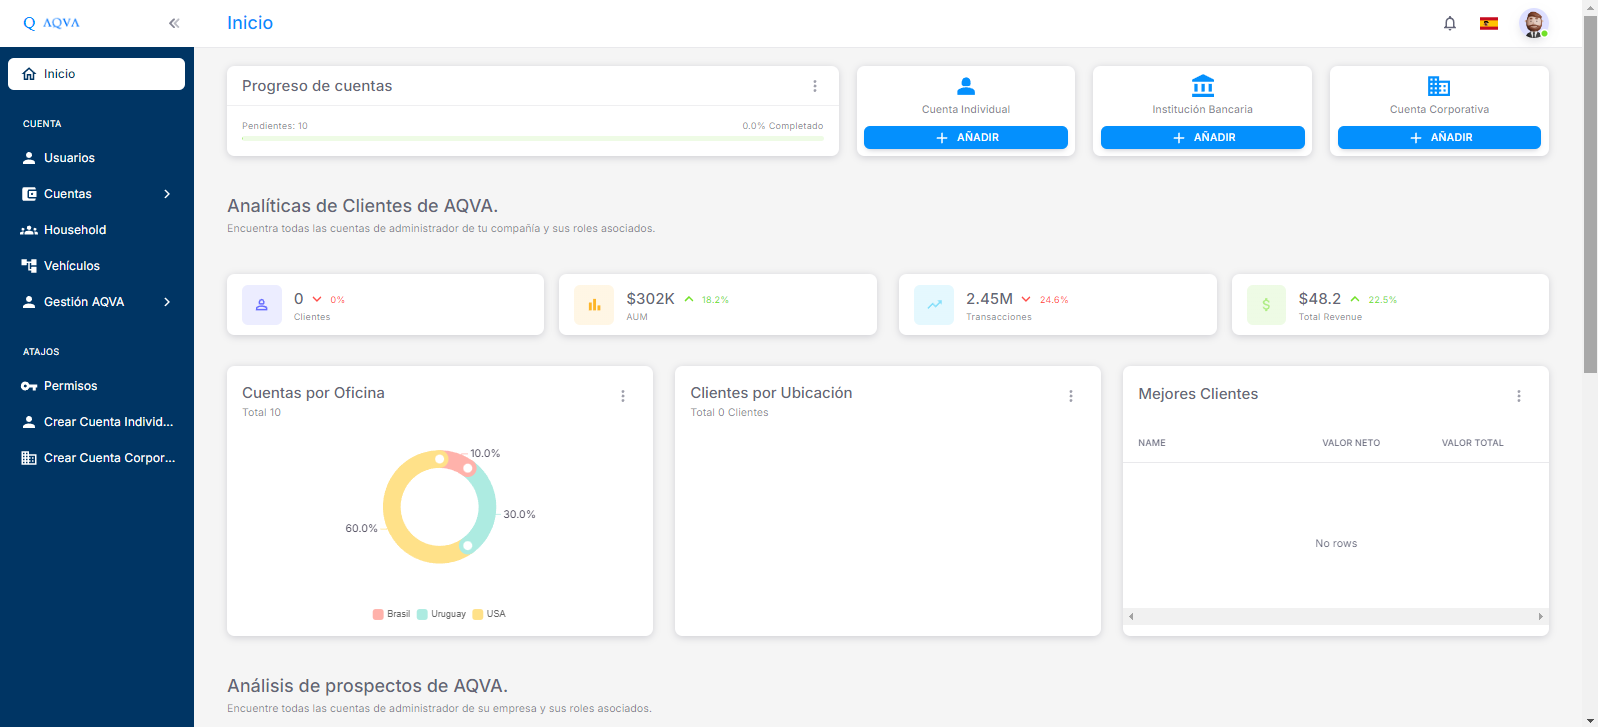 AQVA
Inicio
Inicio
CUENTA
Usuarios
Cuentas
Household
Vehículos
Gestión AQVA
ATAJOS
Permisos
Crear Cuenta Individ...
Crear Cuenta Corpor...
Progreso de cuentas
Pendientes: 10
0.0% Completado
Cuenta Individual
AÑADIR
Institución Bancaria
AÑADIR
Cuenta Corporativa
AÑADIR
Analíticas de Clientes de AQVA.
Encuentra todas las cuentas de administrador de tu compañía y sus roles asociados.
0 0%
Clientes
$302K 18.2%
AUM
2.45M 24.6%
Transacciones
$48.2 22.5%
Total Revenue
Cuentas por Oficina
Total 10
10.0%
30.0%
60.0%
Brasil Uruguay USA
Clientes por Ubicación
Total 0 Clientes
Mejores Clientes
NAME VALOR NETO VALOR TOTAL
No rows
Análisis de prospectos de AQVA.
Encuentre todas las cuentas de administrador de su empresa y sus roles asociados.